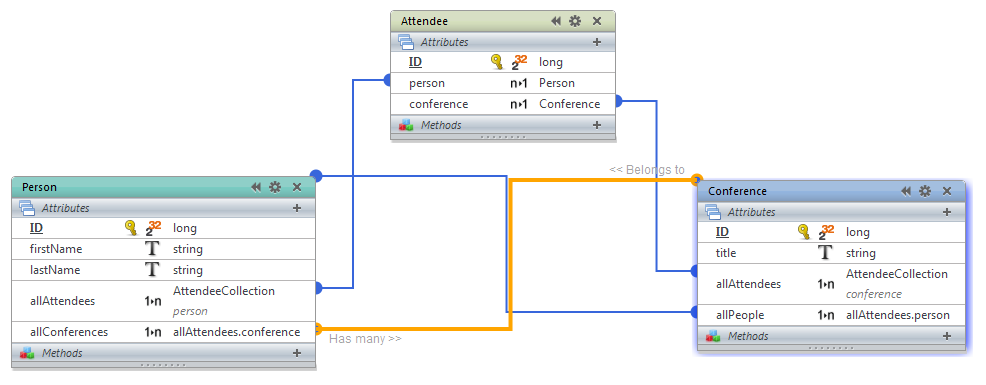 Attendee
Attributes
ID 2 32 long
person n▸1 Person
conference n▸1 Conference
Methods
<< Belongs to
Person
Attributes
ID 2 32 long
firstName T string
lastName T string
allAttendees 1▸n AttendeeCollection
person
allConferences 1▸n allAttendees.conference
Methods
Has many >>
Conference
Attributes
ID 2 32 long
title T string
allAttendees 1▸n AttendeeCollection
conference
allPeople 1▸n allAttendees.person
Methods